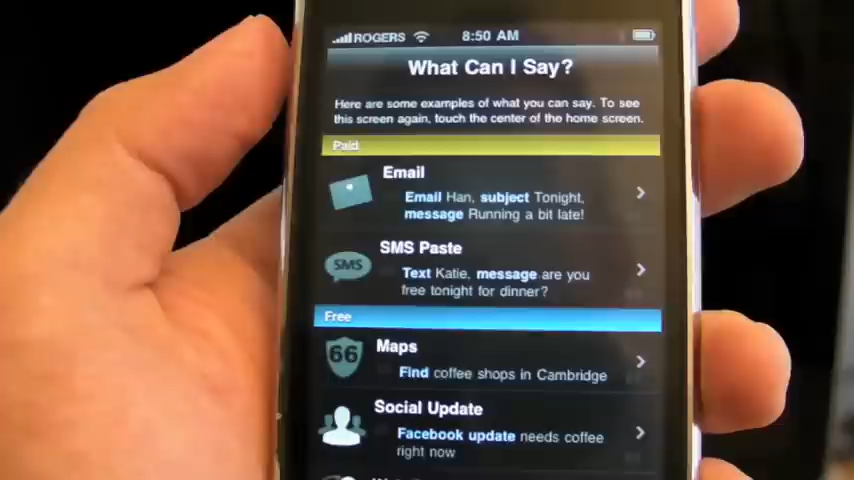 ROGERS 8:50 AM
What Can I Say?
Here are some examples of what you can say. To see
this screen again, touch the center of the home screen.
Paid
Email
Email Han, subject Tonight,
message Running a bit late!
SMS Paste
SMS
Text Katie, message are you
free tonight for dinner?
Free
Maps
66
Find coffee shops in Cambridge
Social Update
Facebook update needs coffee
right now